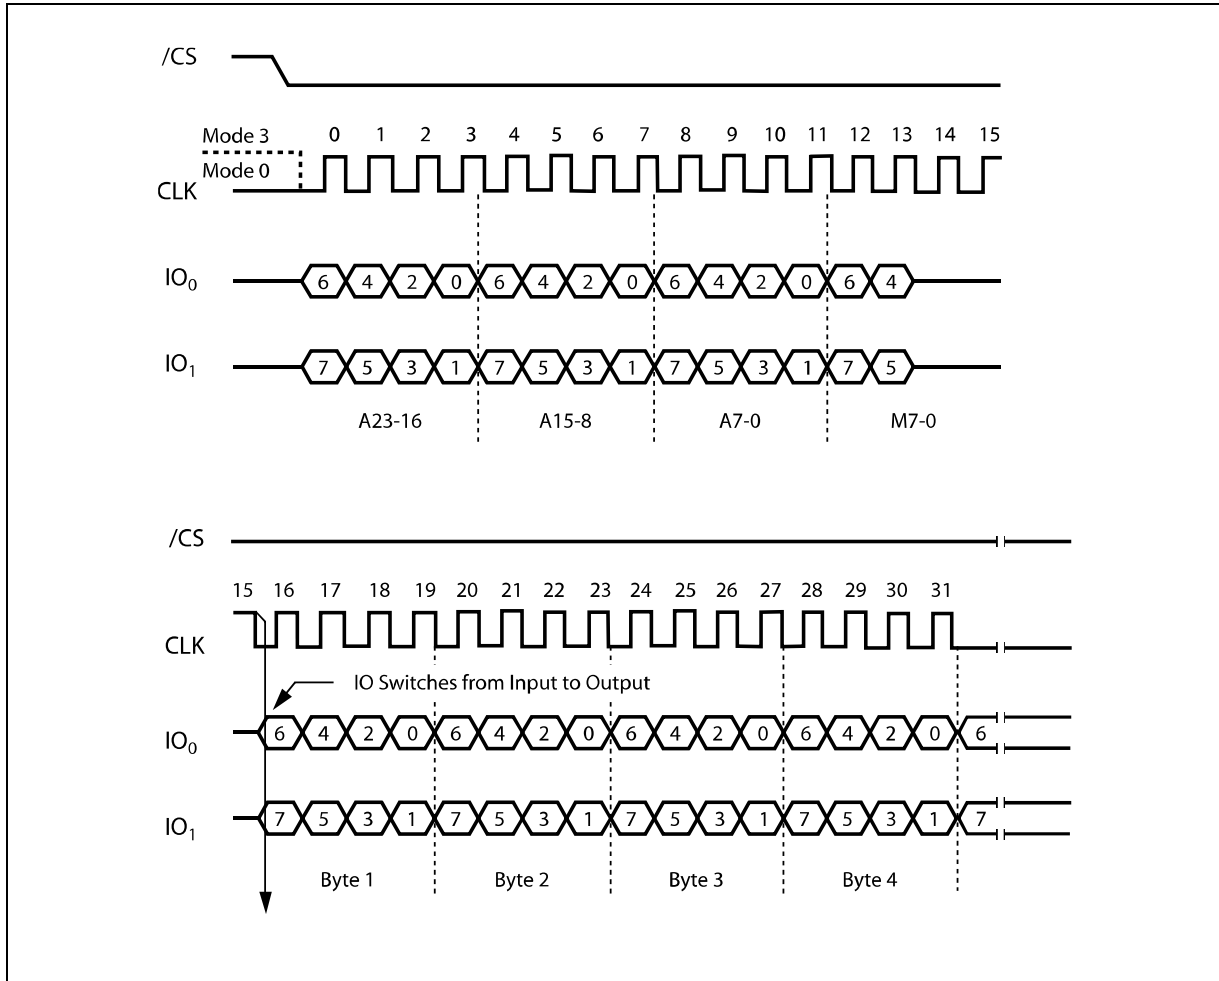 /CS
Mode 3
0 1 2 3 4 5 6 7 8 9 10 11 12 13 14 15
Mode 0
CLK
IO0 6 4 2 0 6 4 2 0 6 4 2 0 6 4
IO1 7 5 3 1 7 5 3 1 7 5 3 1 7 5
A23-16 A15-8 A7-0 M7-0
/CS
15 16 17 18 19 20 21 22 23 24 25 26 27 28 29 30 31
CLK
IO Switches from Input to Output
IO0 6 4 2 0 6 4 2 0 6 4 2 0 6 4 2 0 6
IO1 7 5 3 1 7 5 3 1 7 5 3 1 7 5 3 1 7
Byte 1 Byte 2 Byte 3 Byte 4